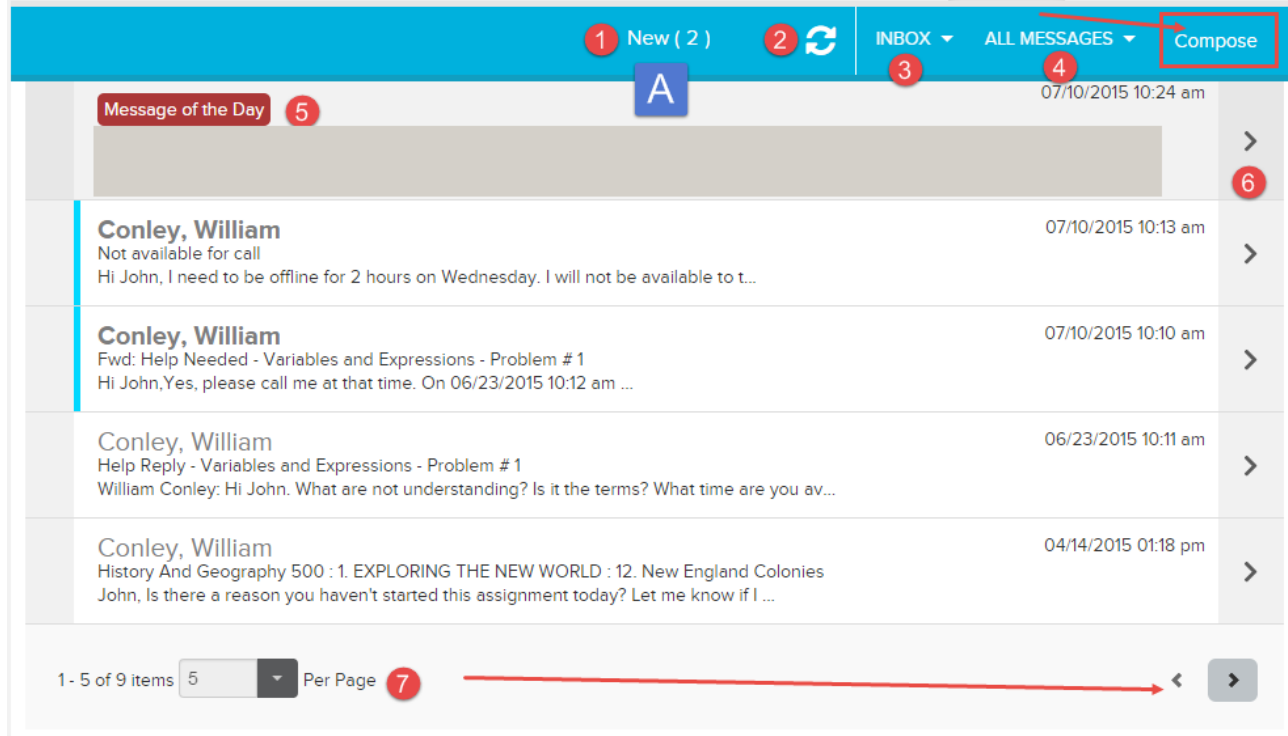 1 New ( 2 ) 2 INBOX ALL MESSAGES Compose
3 4
A
Message of the Day 5 07/10/2015 10:24 am
6
Conley, William 07/10/2015 10:13 am
Not available for call
Hi John, I need to be offline for 2 hours on Wednesday. I will not be available to t...
Conley, William 07/10/2015 10:10 am
Fwd: Help Needed - Variables and Expressions - Problem # 1
Hi John,Yes, please call me at that time. On 06/23/2015 10:12 am ...
Conley, William 06/23/2015 10:11 am
Help Reply - Variables and Expressions - Problem # 1
William Conley: Hi John. What are not understanding? Is it the terms? What time are you av...
Conley, William 04/14/2015 01:18 pm
History And Geography 500 : 1. EXPLORING THE NEW WORLD : 12. New England Colonies
John, Is there a reason you haven't started this assignment today? Let me know if I ...
1 - 5 of 9 items 5 Per Page 7